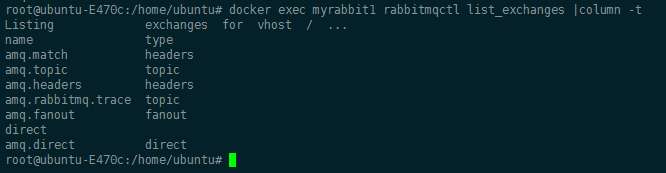 root@ubuntu-E470c:/home/ubuntu# docker exec myrabbit1 rabbitmqctl list_exchanges |column -t
Listing exchanges for vhost / ...
name type
amq.match headers
amq.topic topic
amq.headers headers
amq.rabbitmq.trace topic
amq.fanout fanout
direct
amq.direct direct
root@ubuntu-E470c:/home/ubuntu#